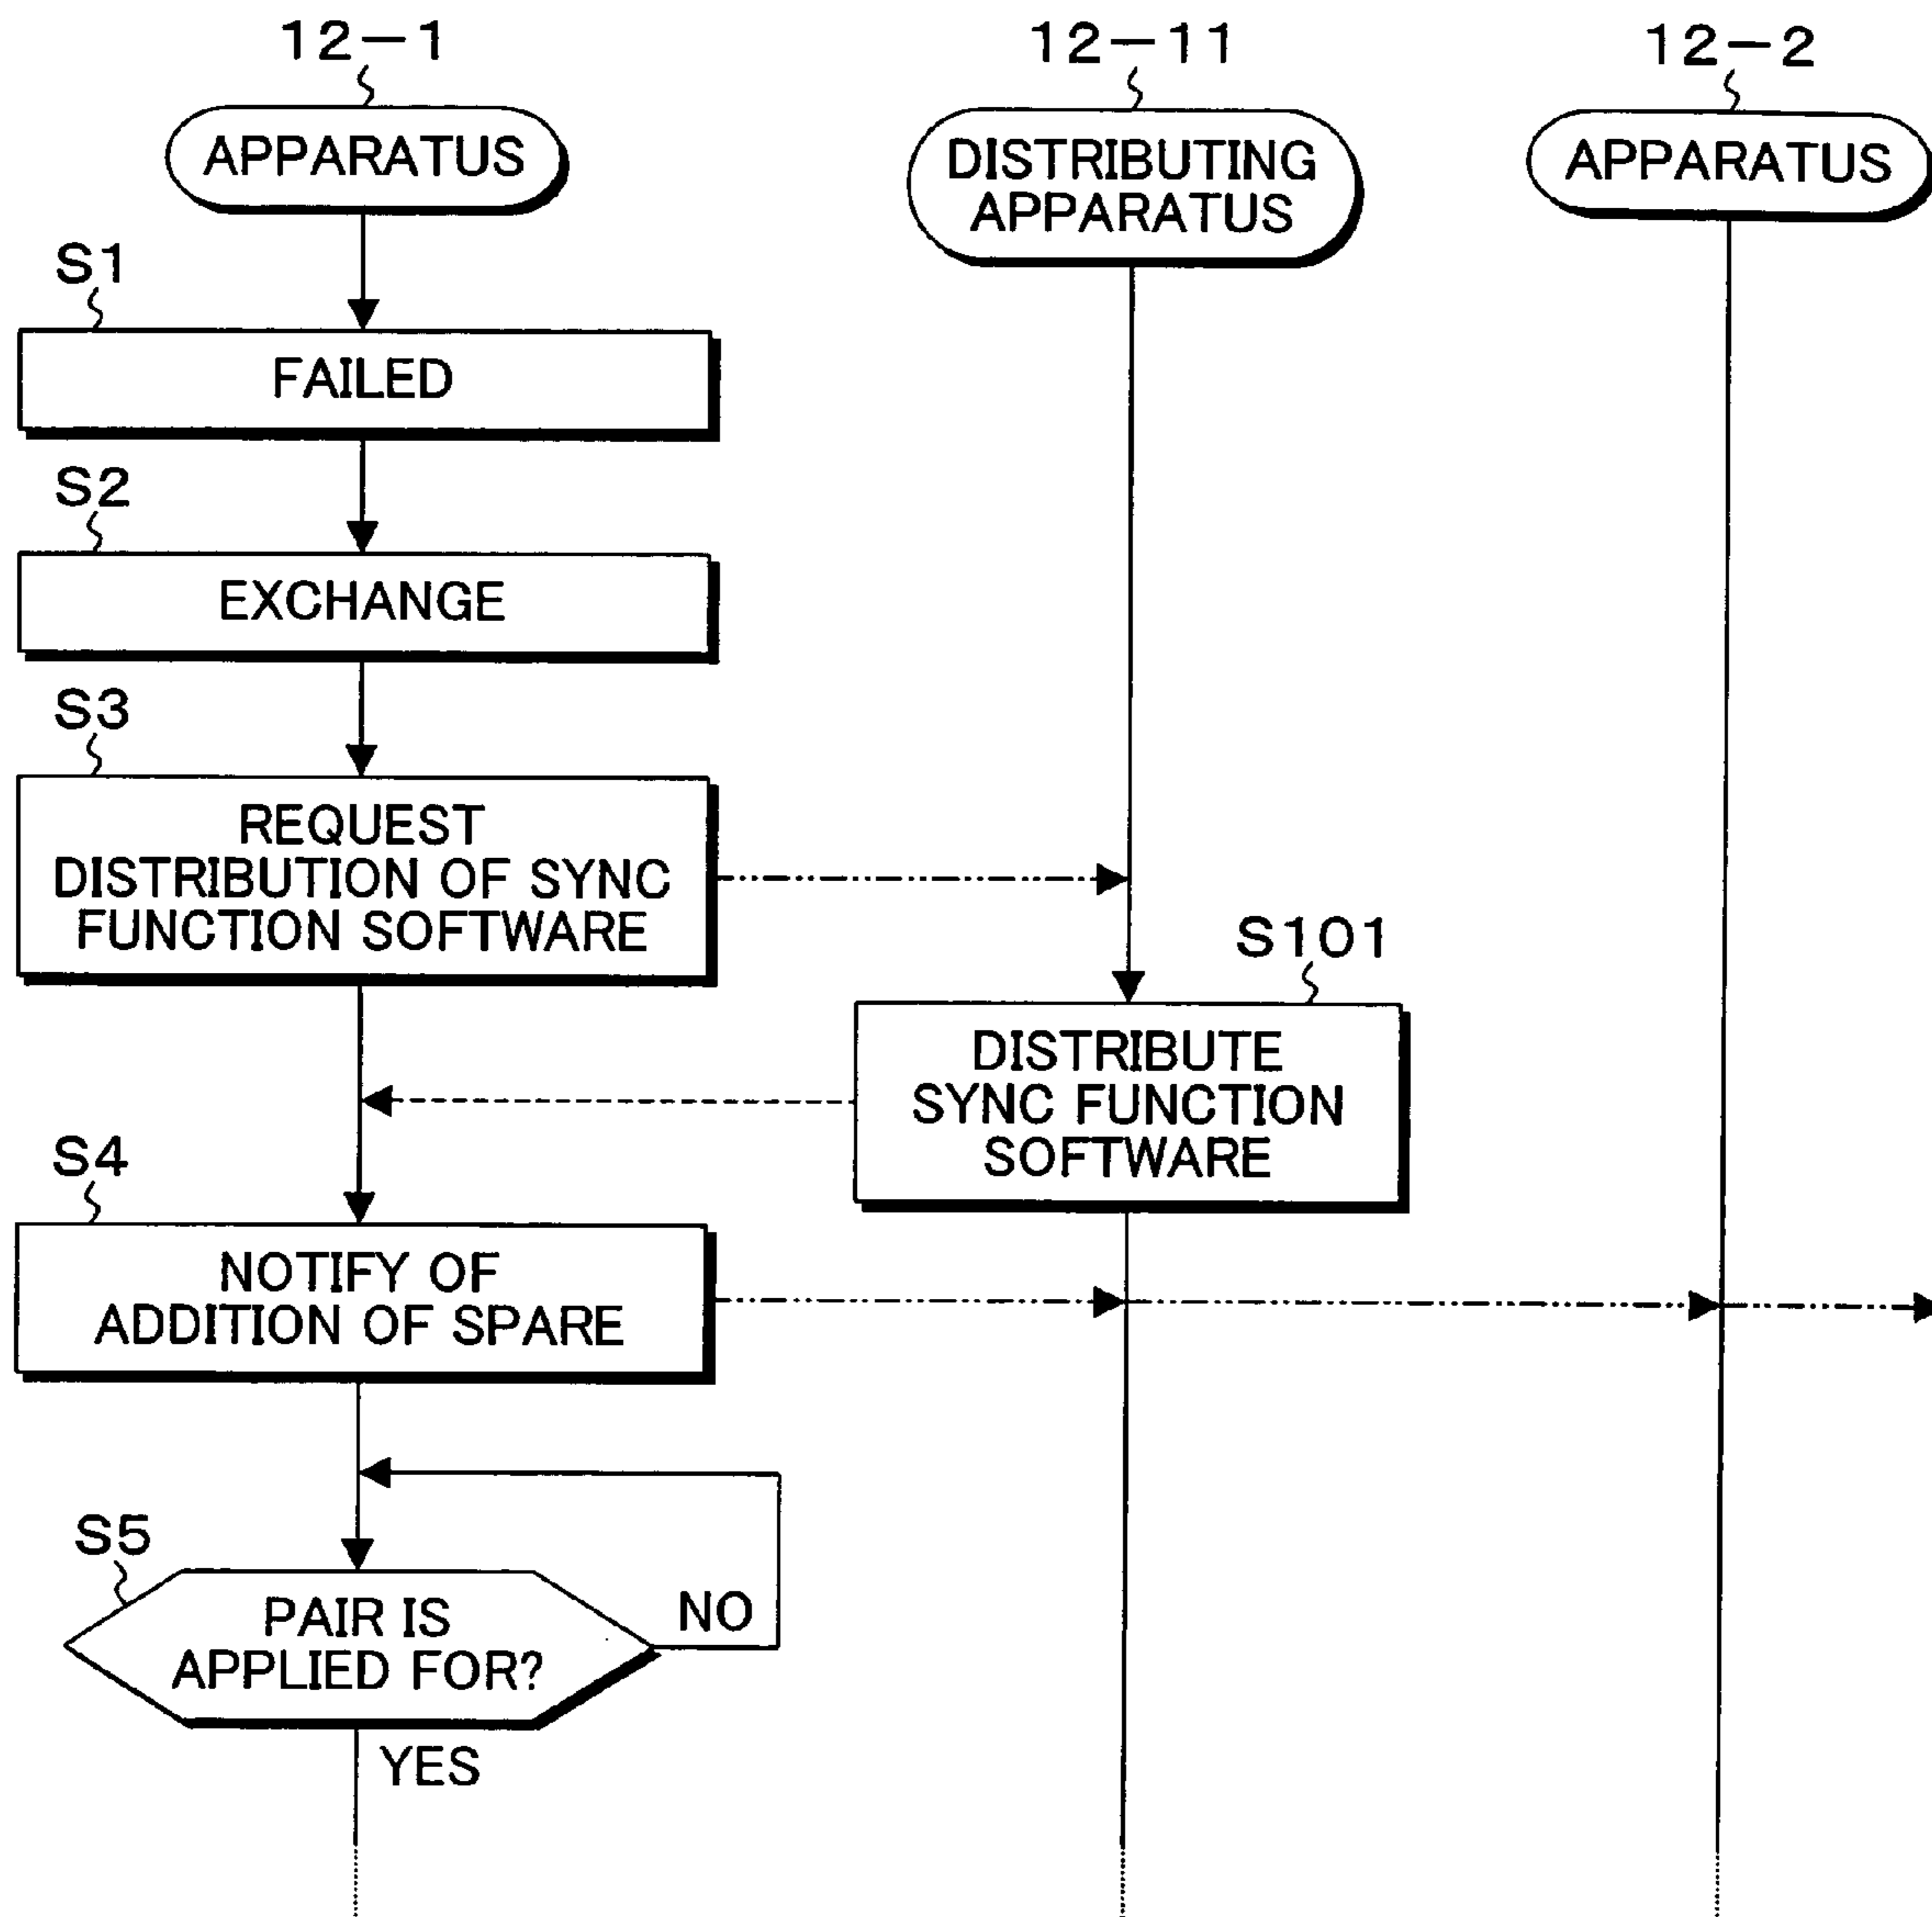 12-1
12-11
12-2
APPARATUS
DISTRIBUTING
APPARATUS
APPARATUS
S1
FAILED
S2
EXCHANGE
S3
REQUEST
DISTRIBUTION OF SYNC
FUNCTION SOFTWARE
S101
DISTRIBUTE
SYNC FUNCTION
SOFTWARE
S4
NOTIFY OF
ADDITION OF SPARE
S5
PAIR IS
APPLIED FOR?
NO
YES